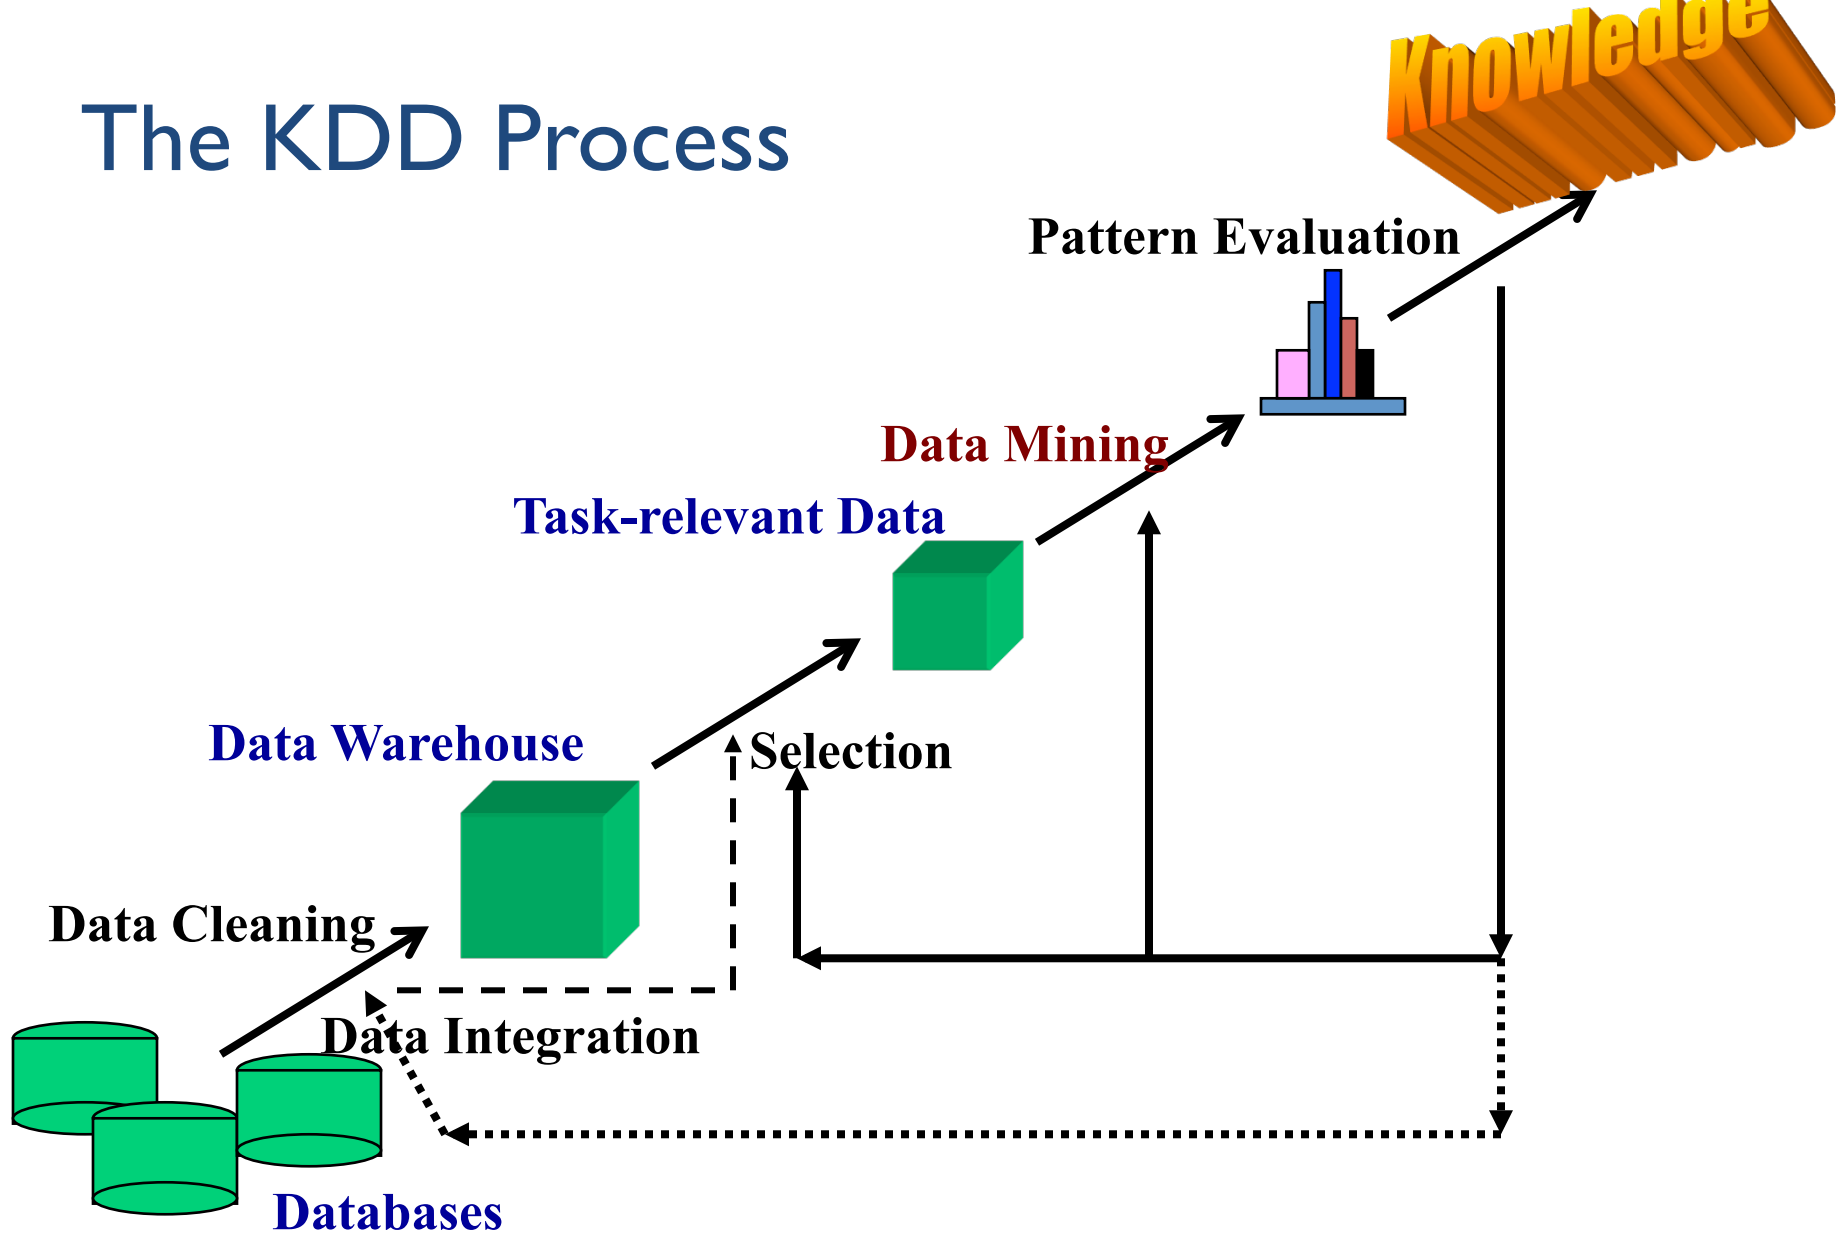 Knowledge
The KDD Process
Pattern Evaluation
Data Mining
Task-relevant Data
Data Warehouse
Selection
Data Cleaning
Data Integration
Databases